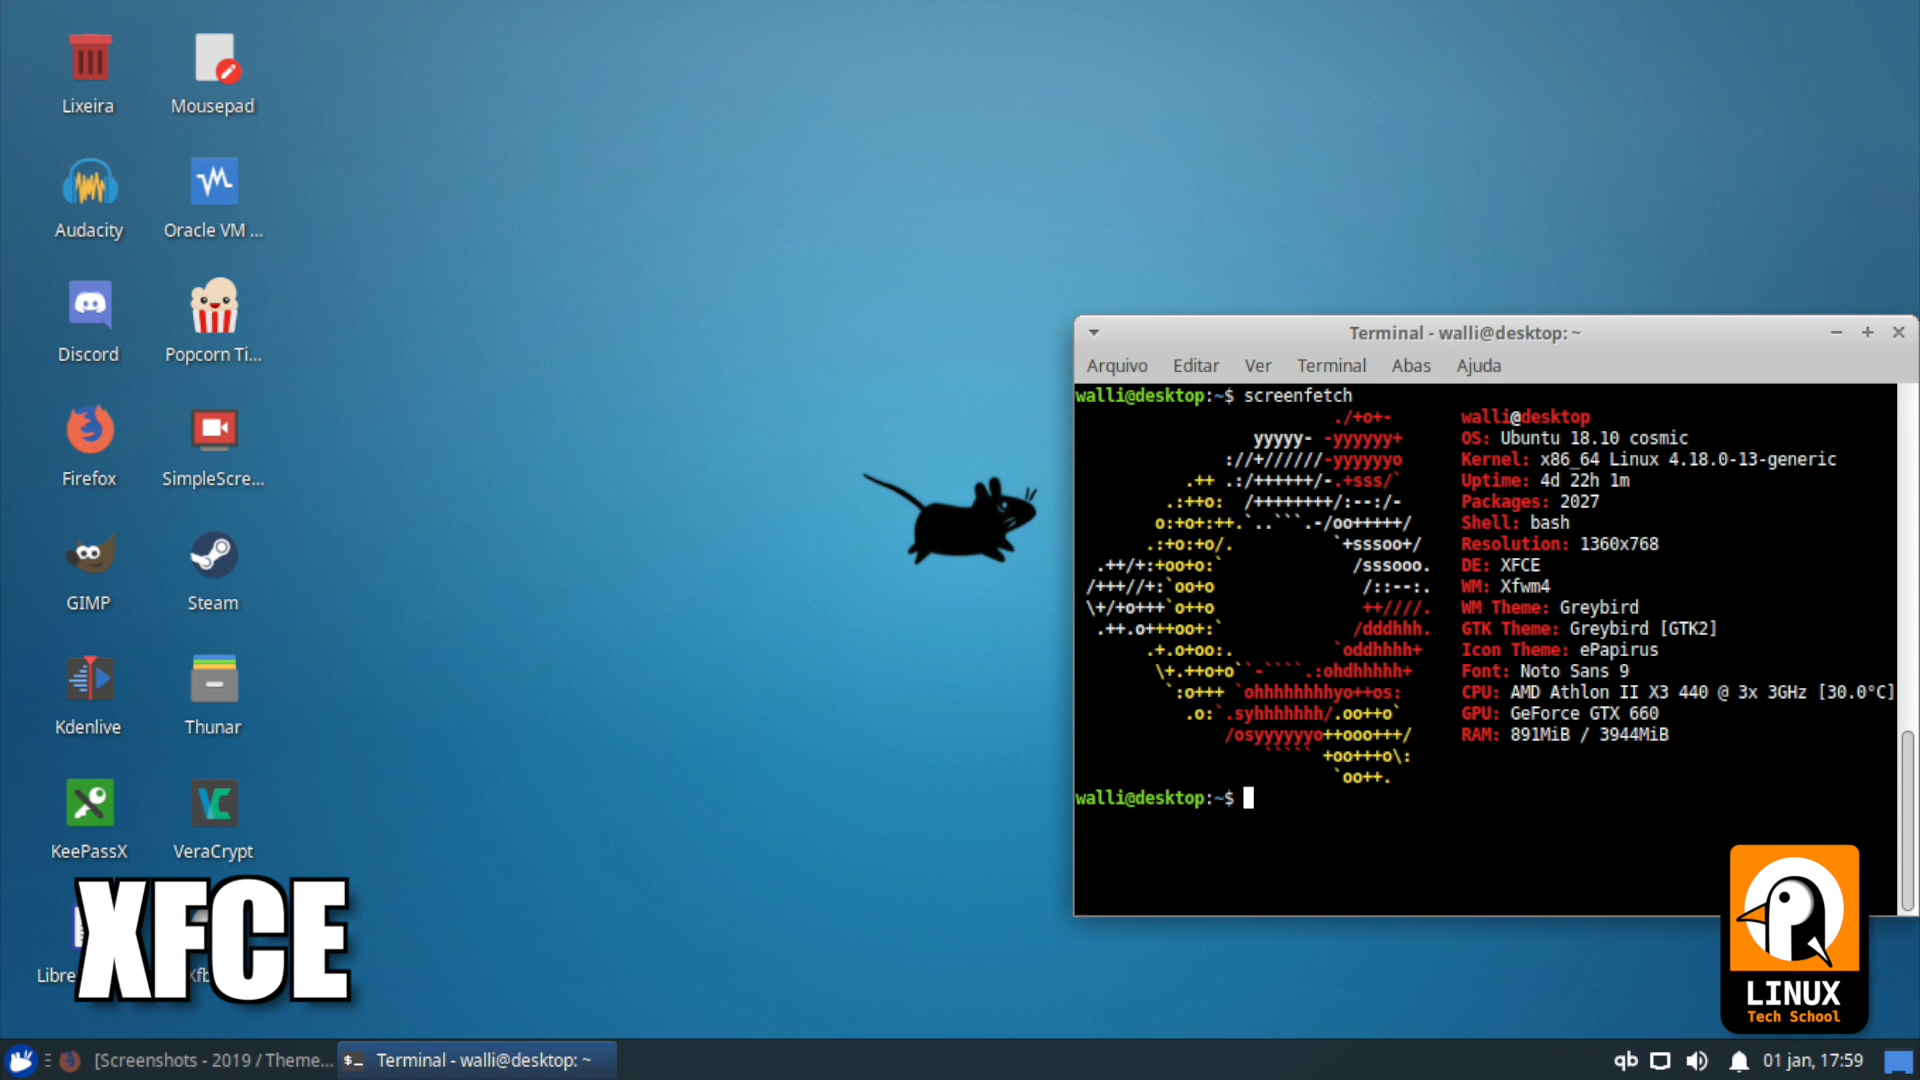 Lixeira
Mousepad
Audacity
Oracle VM ...
Discord
Popcorn Ti...
Firefox
SimpleScre...
GIMP
Steam
Kdenlive
Thunar
KeePassX
VeraCrypt
Libre
Xfb
XFCE
Terminal - walli@desktop: ~
Arquivo Editar Ver Terminal Abas Ajuda
walli@desktop:~$ screenfetch
walli@desktop
OS: Ubuntu 18.10 cosmic
Kernel: x86_64 Linux 4.18.0-13-generic
Uptime: 4d 22h 1m
Packages: 2027
Shell: bash
Resolution: 1360x768
DE: XFCE
WM: Xfwm4
WM Theme: Greybird
GTK Theme: Greybird [GTK2]
Icon Theme: ePapirus
Font: Noto Sans 9
CPU: AMD Athlon II X3 440 @ 3x 3GHz [30.0°C]
GPU: GeForce GTX 660
RAM: 891MiB / 3944MiB
walli@desktop:~$
LINUX
Tech School
[Screenshots - 2019 / Theme...
Terminal - walli@desktop: ~
qb
01 jan, 17:59